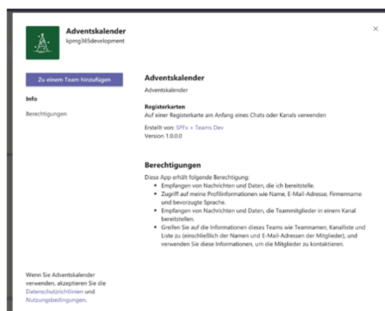 Adventskalender
kpmg365development
Zu einem Team hinzufügen
Info
Berechtigungen
Adventskalender
Adventskalender
Registerkarten
Auf einer Registerkarte am Anfang eines Chats oder Kanals verwenden
Erstellt von: SPFx + Teams Dev
Version 1.0.0.0
Berechtigungen
Diese App erhält folgende Berechtigung:
Empfangen von Nachrichten und Daten, die ich bereitstelle.
Zugriff auf meine Profilinformationen wie Name, E-Mail-Adresse, Firmenname
und bevorzugte Sprache.
Empfangen von Nachrichten und Daten, die Teammitglieder in einem Kanal
bereitstellen.
Greifen Sie auf die Informationen dieses Teams wie Teamnamen, Kanalliste und
Liste zu (einschließlich der Namen und E-Mail-Adressen der Mitglieder), und
verwenden Sie diese Informationen, um die Mitglieder zu kontaktieren.
Wenn Sie Adventskalender
verwenden, akzeptieren Sie die
Datenschutzrichtlinien und
Nutzungsbedingungen.